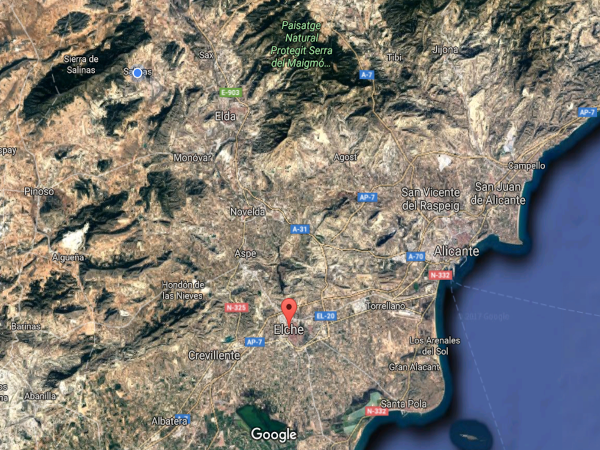 Paisatge
Natural
Protegit Serra
del Maigmó...
Sierra de
Salinas
Sax
Tibi
Jijona
A-7
E-903
Elda
AP-7
Campello
Monóvar
Agost
Pinoso
AP-7
San Vicente
del Raspeig
San Juan
de Alicante
Novelda
A-31
Aspe
A-70
Alicante
Algueña
N-332
Hondón de
las Nieves
N-325
EL-20
Torrellano
Barinas
Elche
AP-7
Crevillente
Los Arenales
del Sol
Gran Alacant
Abanilla
Santa Pola
N-332
Albatera
Google